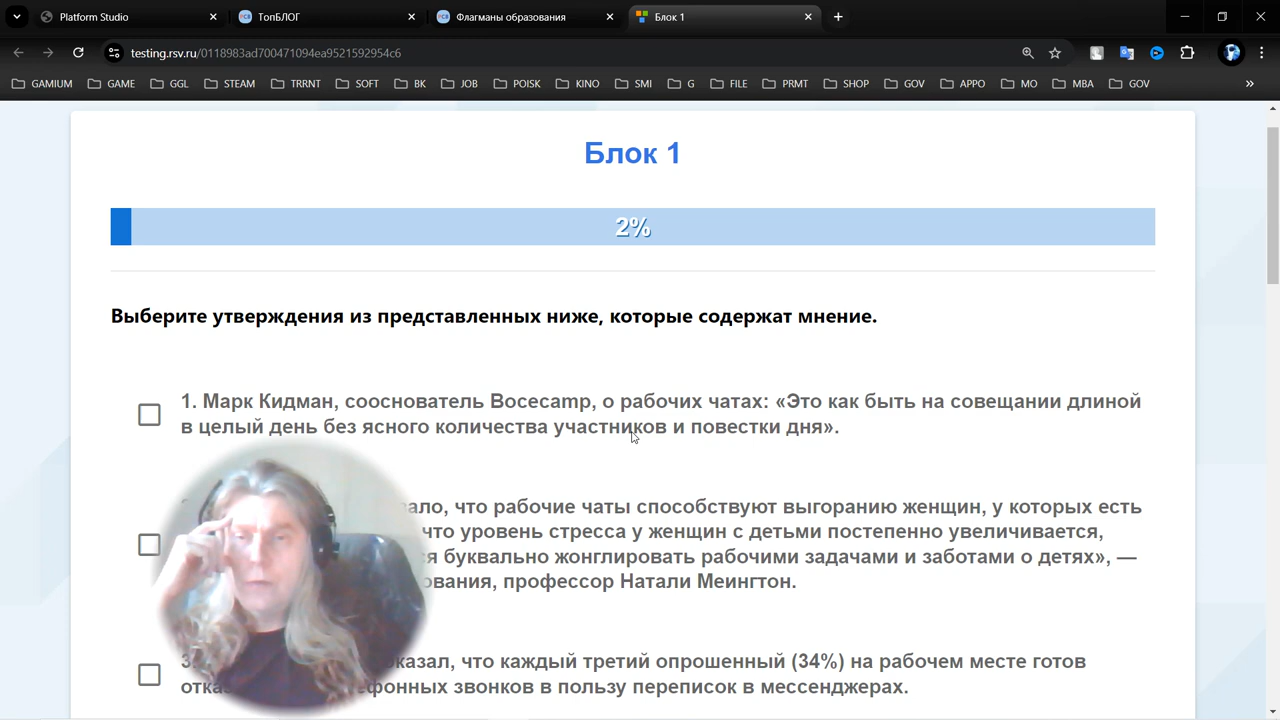 Platform Studio
ТопБЛОГ
Флагманы образования
Блок 1
testing.rsv.ru/0118983ad700471094ea9521592954c6
GAMIUM GAME GGL STEAM TRRNT SOFT BK JOB POISK KINO SMI G FILE PRMT SHOP GOV APPO MO MBA GOV
Блок 1
2%
Выберите утверждения из представленных ниже, которые содержат мнение.
1. Марк Кидман, сооснователь Bocecamp, о рабочих чатах: «Это как быть на совещании длиной
в целый день без ясного количества участников и повестки дня».
что рабочие чаты способствуют выгоранию женщин, у которых есть
что уровень стресса у женщин с детьми постепенно увеличивается,
буквально жонглировать рабочими задачами и заботами о детях», —
профессор Натали Меингтон.
что каждый третий опрошенный (34%) на рабочем месте готов
звонков в пользу переписок в мессенджерах.